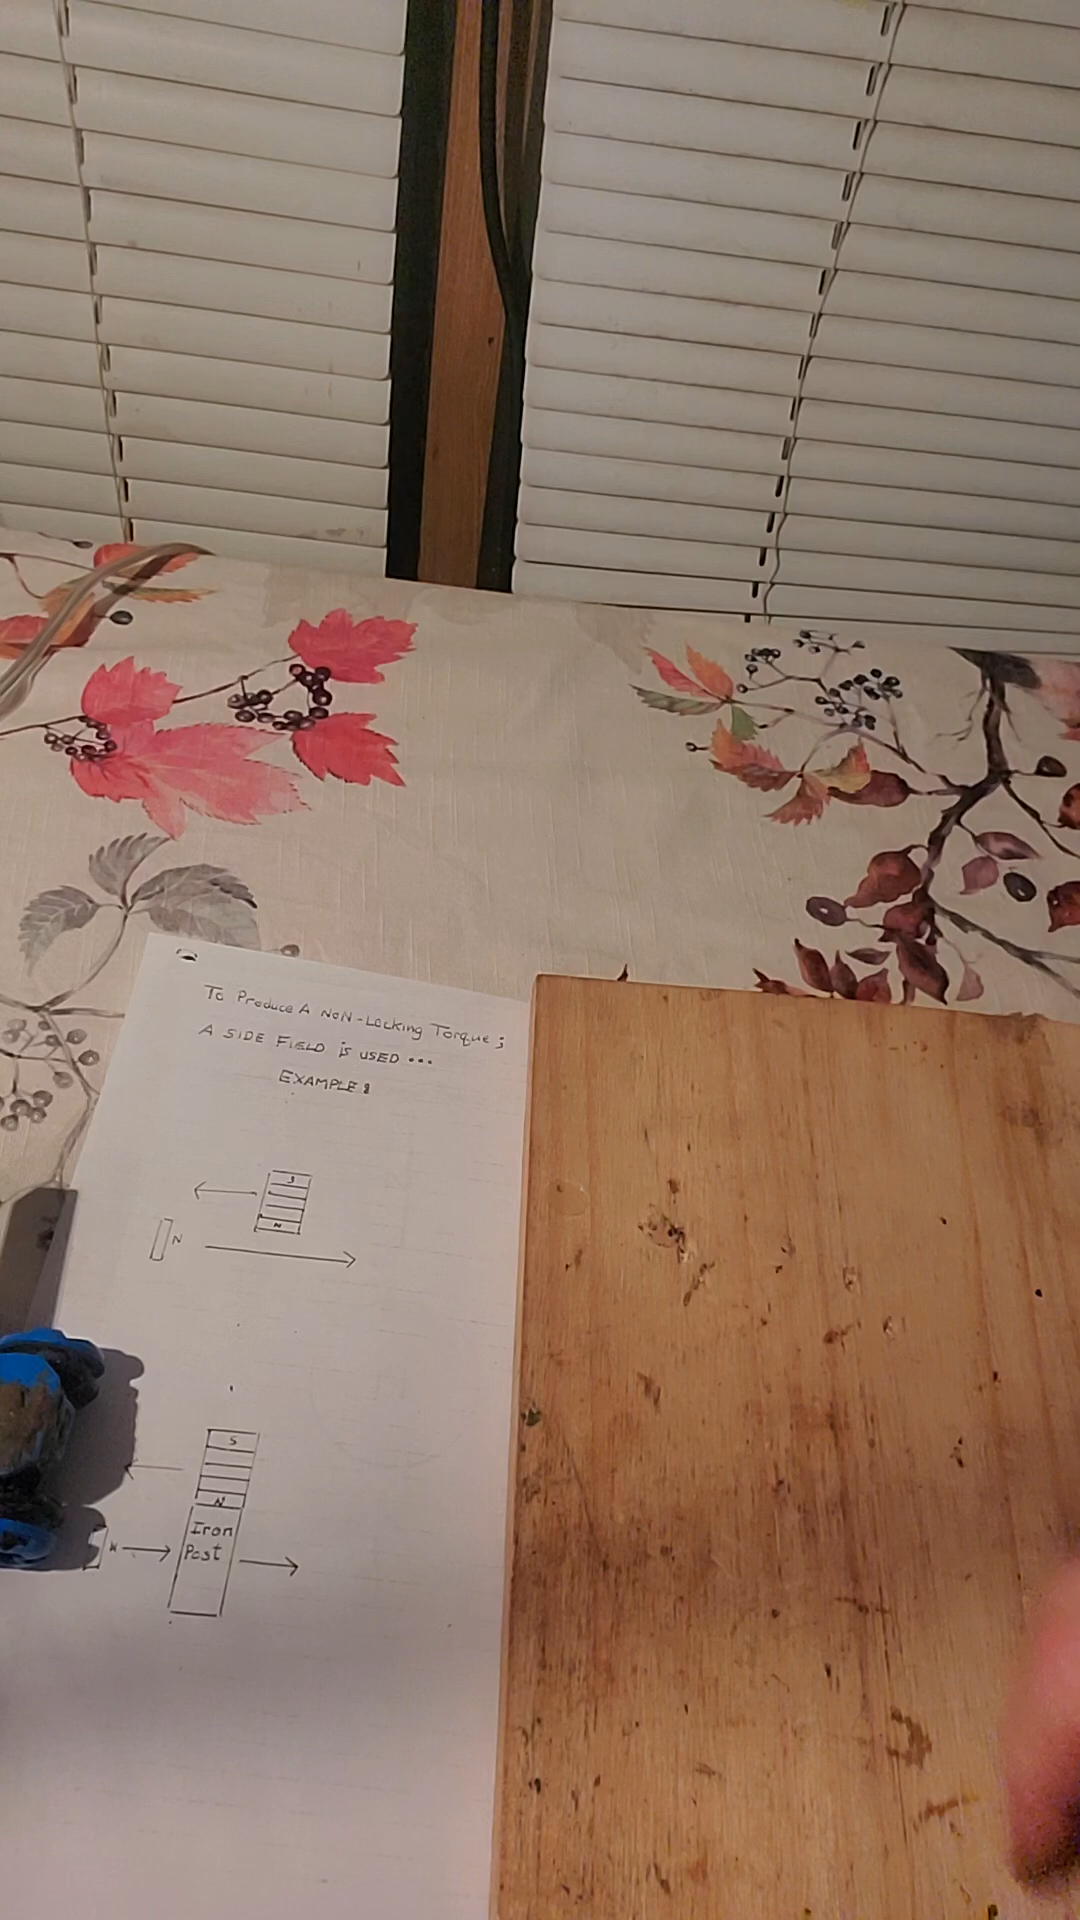 To Produce A NON-Locking Torque;
A SIDE FIELD is USED ...
EXAMPLE:
S
N
N
S
N
Iron
Post
N